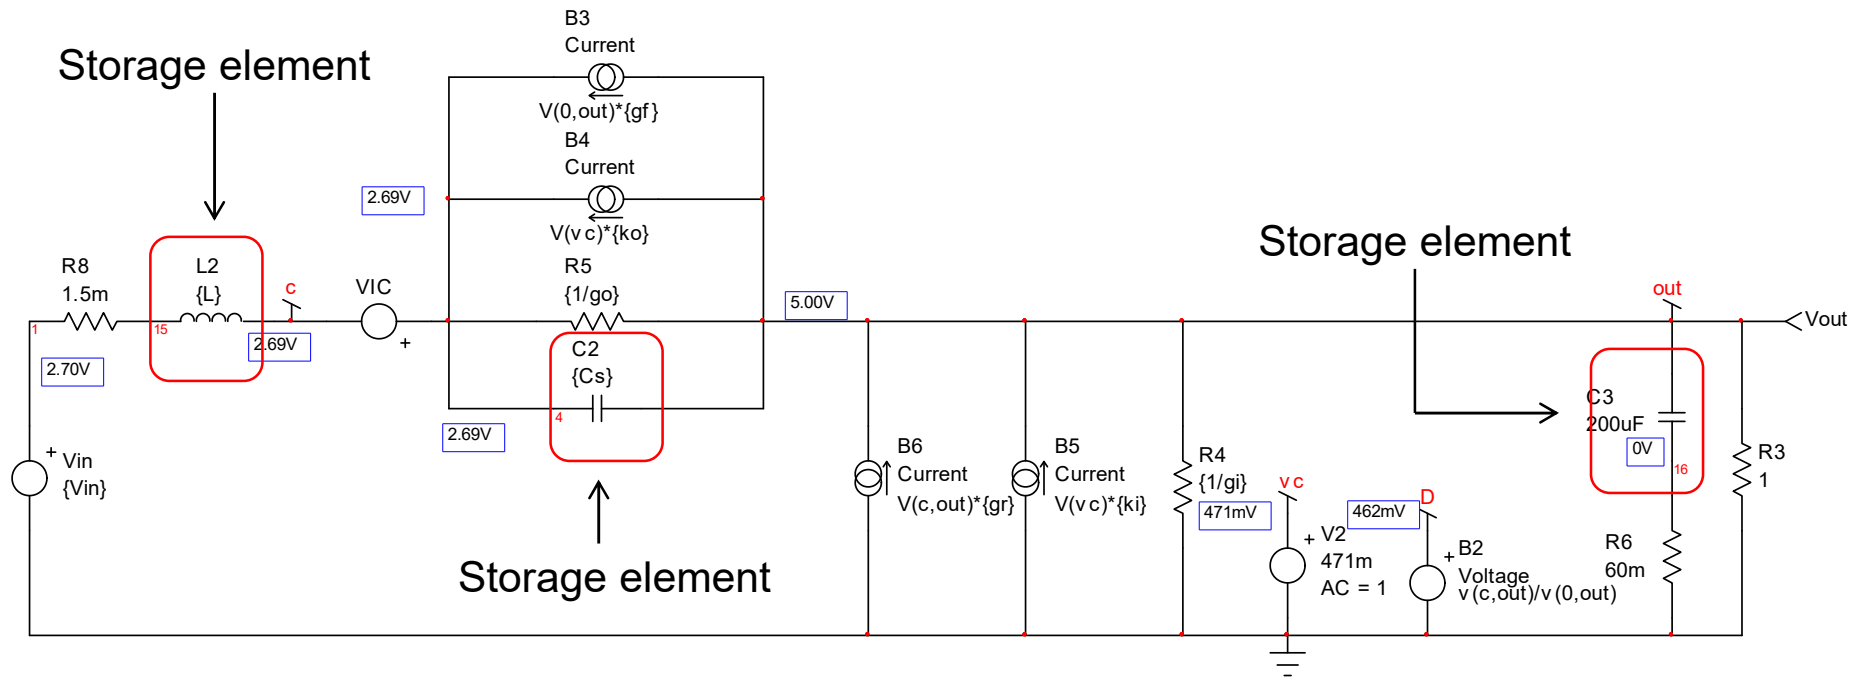 B3
Current
V(0,out)*{gf}
Storage element
B4
Current
V(vc)*{ko}
2.69V
Storage element
R8
1.5m
L2
{L}
c
VIC
+
R5
{1/go}
5.00V
out
Vout
1
15
2.69V
2.70V
C2
{Cs}
4
2.69V
C3
200uF
0V
16
R3
1
+
Vin
{Vin}
B6
Current
V(c,out)*{gr}
B5
Current
V(vc)*{ki}
R4
{1/gi}
471mV
vc
+
V2
471m
AC = 1
462mV
D
+
B2
Voltage
v(c,out)/v(0,out)
R6
60m
Storage element